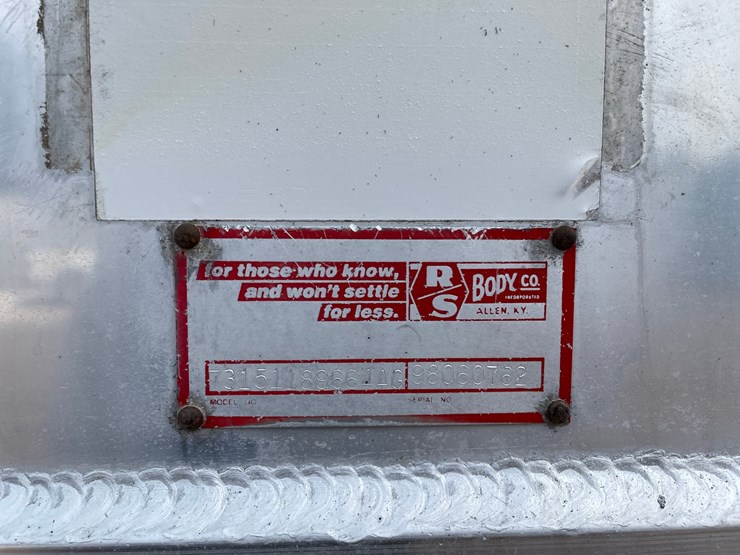 for those who know,
and won't settle
for less.
R/S
BODY CO.
INCORPORATED
ALLEN, KY.
98060762
MODEL NO.
SERIAL NO.